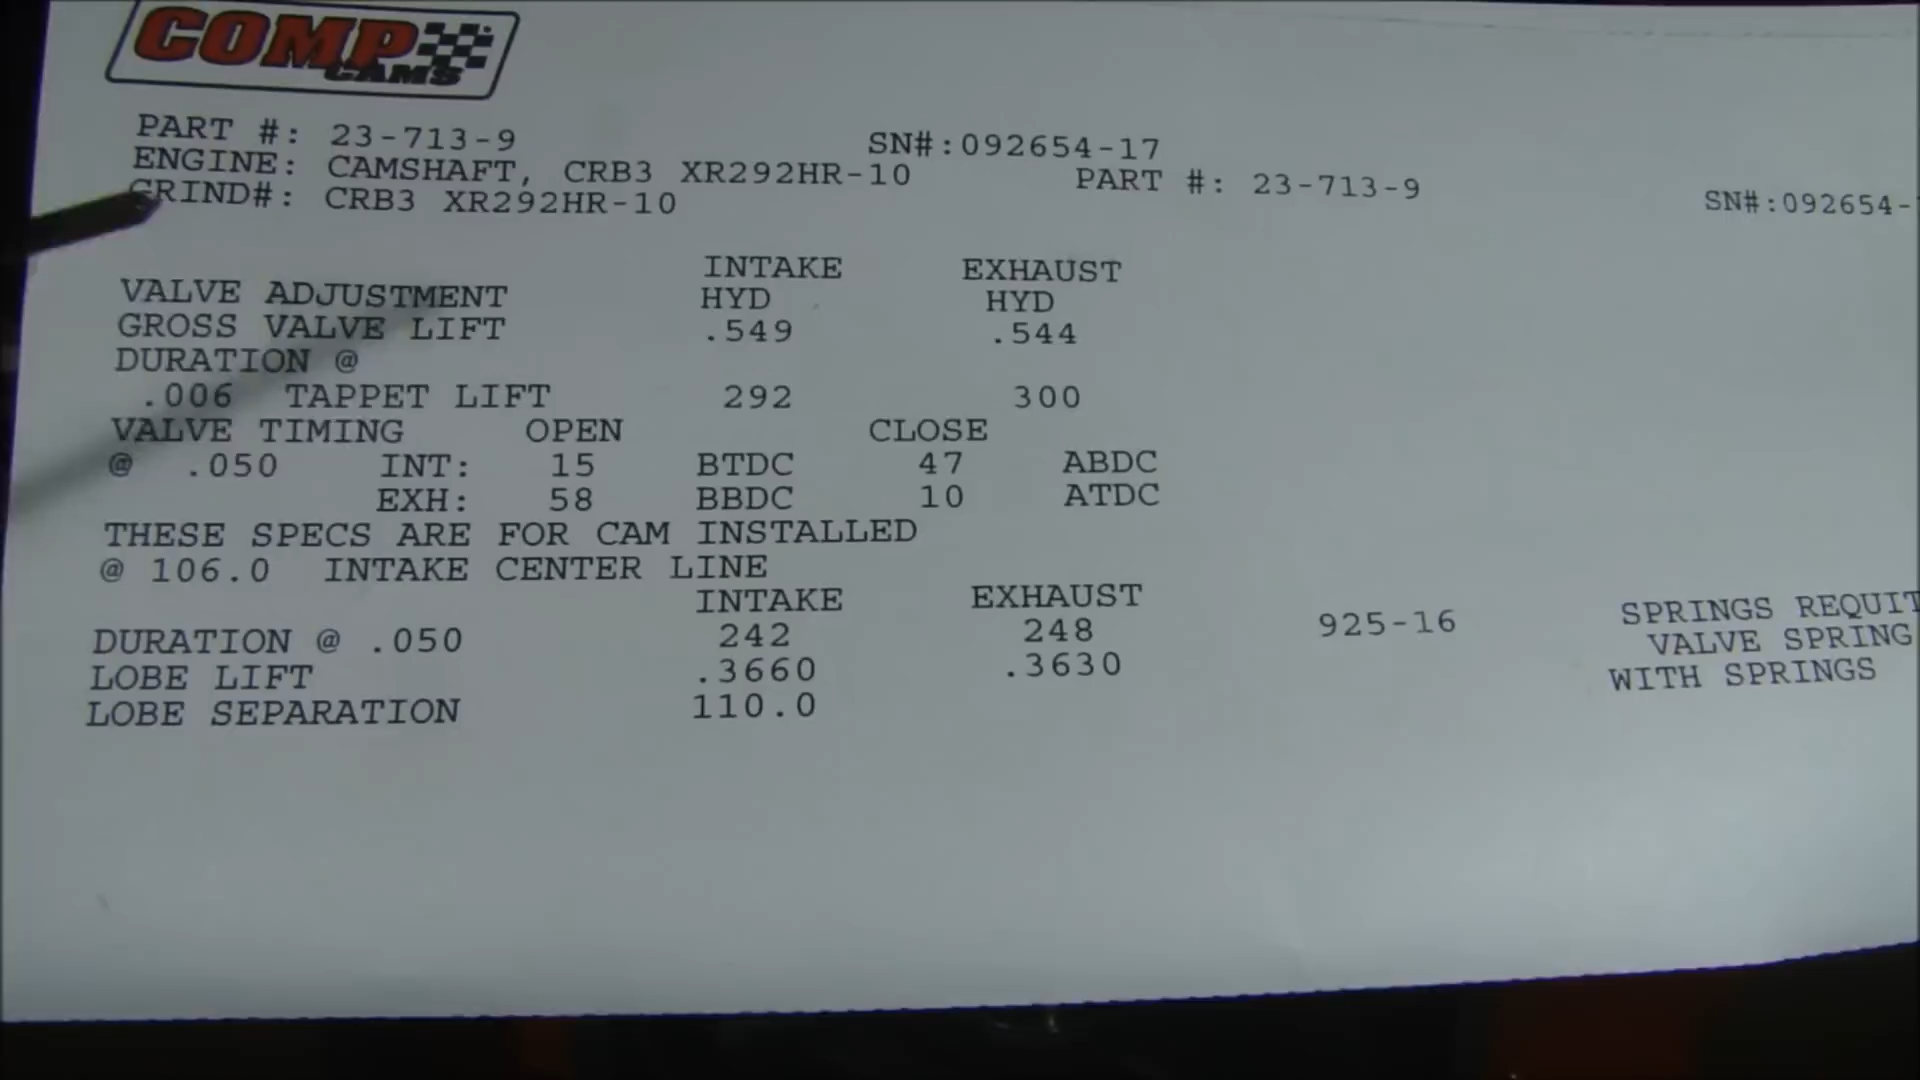 COMP
CAMS
PART #: 23-713-9 SN#:092654-17
ENGINE: CAMSHAFT, CRB3 XR292HR-10 PART #: 23-713-9 SN#:092654-
GRIND#: CRB3 XR292HR-10
INTAKE EXHAUST
VALVE ADJUSTMENT HYD HYD
GROSS VALVE LIFT .549 .544
DURATION @
.006 TAPPET LIFT 292 300
VALVE TIMING OPEN CLOSE
@ .050 INT: 15 BTDC 47 ABDC
EXH: 58 BBDC 10 ATDC
THESE SPECS ARE FOR CAM INSTALLED
@ 106.0 INTAKE CENTER LINE
INTAKE EXHAUST
DURATION @ .050 242 248 925-16 SPRINGS REQUI
LOBE LIFT .3660 .3630 VALVE SPRING
LOBE SEPARATION 110.0 WITH SPRINGS